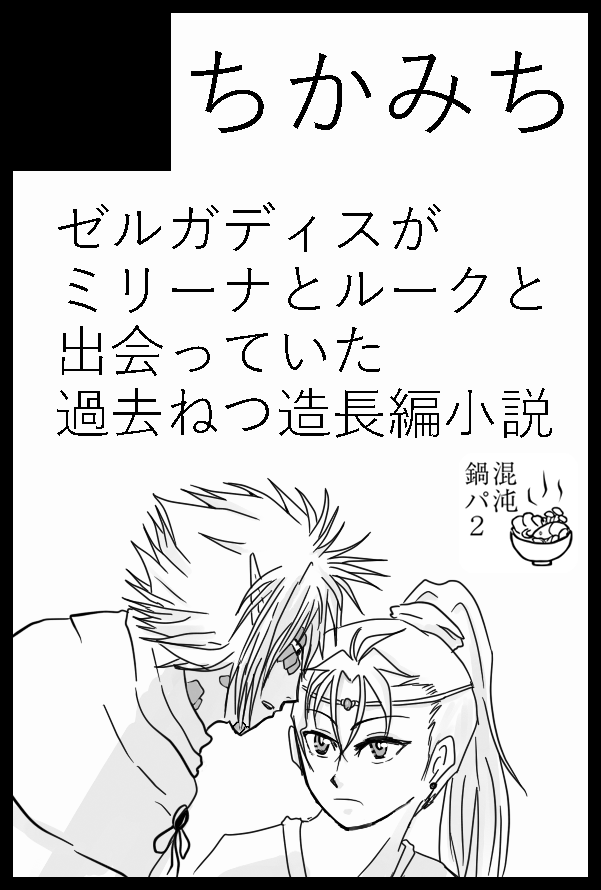 ちかみち
ゼルガディスが
ミリーナとルークと
出会っていた
過去ねつ造長編小説
混沌
鍋パ2